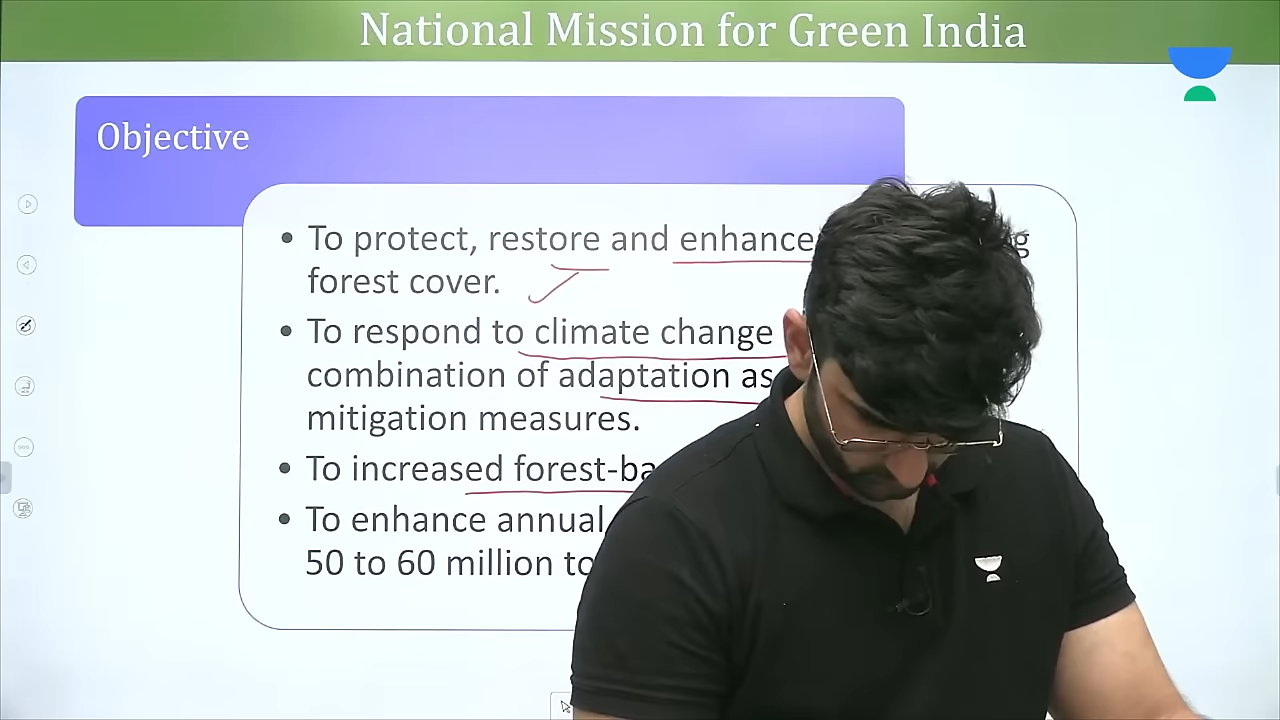 National Mission for Green India
Objective
• To protect, restore and enhance
forest cover.
• To respond to climate change
combination of adaptation as
mitigation measures.
• To increased forest-ba
• To enhance annual
50 to 60 million to